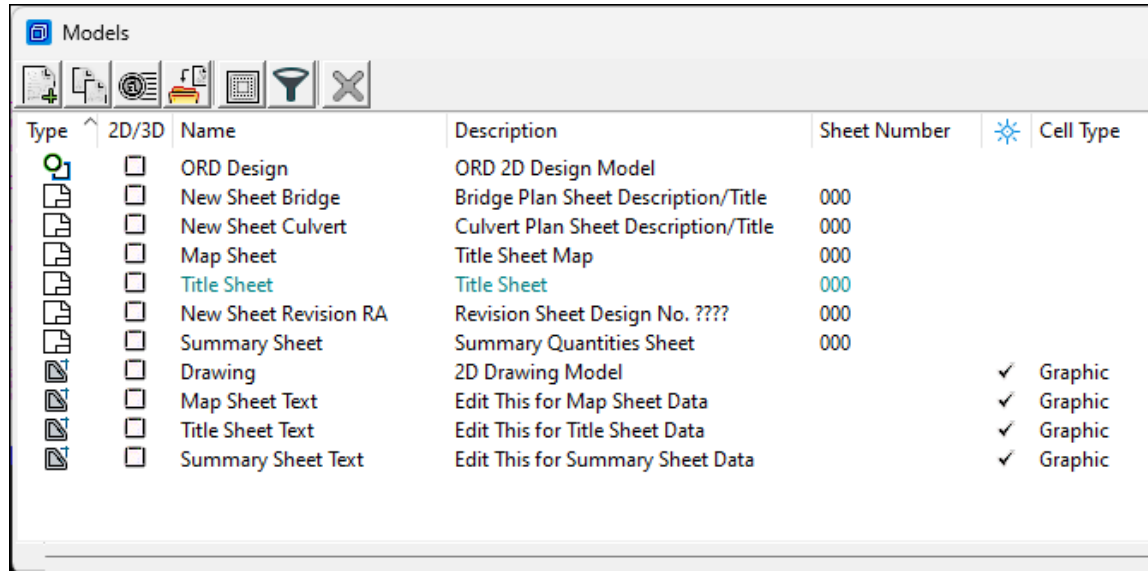 Models
Type 2D/3D Name Description Sheet Number Cell Type
ORD Design ORD 2D Design Model
New Sheet Bridge Bridge Plan Sheet Description/Title 000
New Sheet Culvert Culvert Plan Sheet Description/Title 000
Map Sheet Title Sheet Map 000
Title Sheet Title Sheet 000
New Sheet Revision RA Revision Sheet Design No. ???? 000
Summary Sheet Summary Quantities Sheet 000
Drawing 2D Drawing Model ✓ Graphic
Map Sheet Text Edit This for Map Sheet Data ✓ Graphic
Title Sheet Text Edit This for Title Sheet Data ✓ Graphic
Summary Sheet Text Edit This for Summary Sheet Data ✓ Graphic